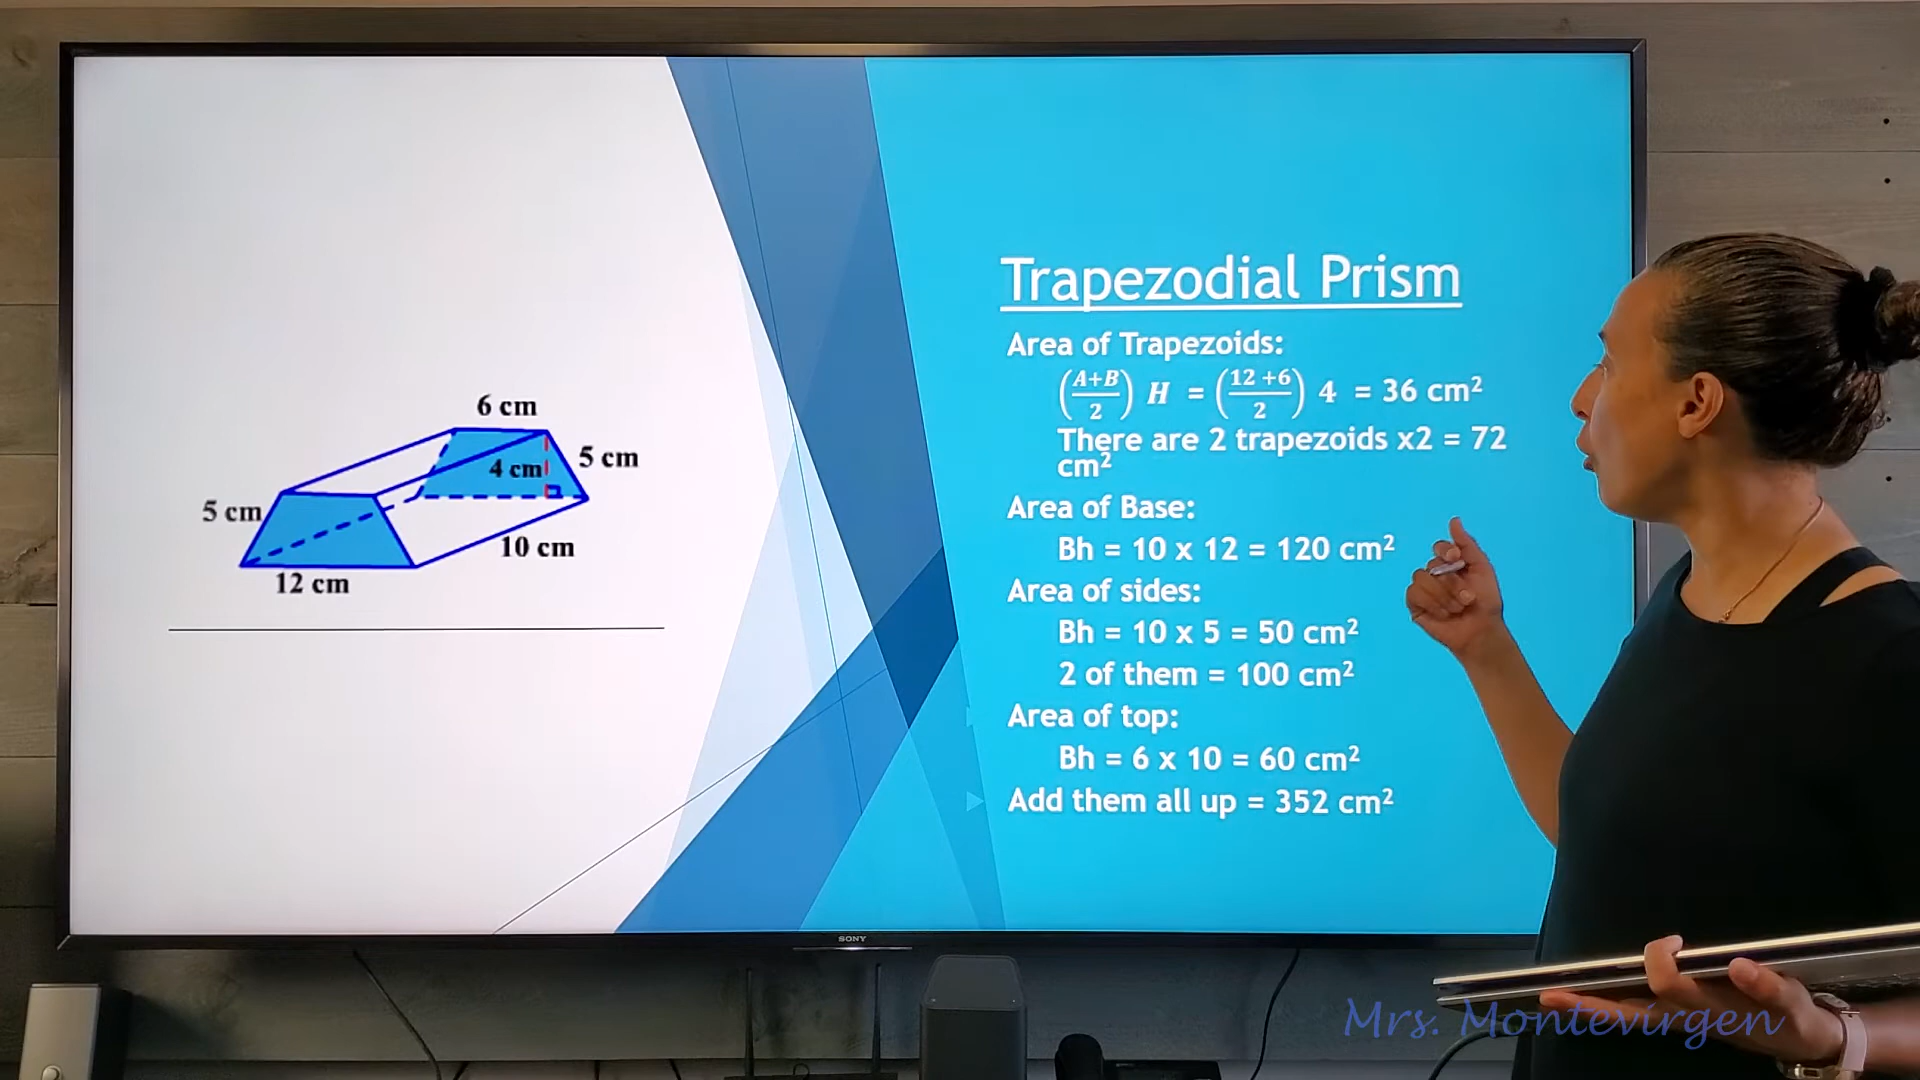 6 cm
4 cm
5 cm
5 cm
10 cm
12 cm
Trapezodial Prism
Area of Trapezoids:
(A+B/2) H = (12 +6/2) 4 = 36 cm²
There are 2 trapezoids x2 = 72
cm²
Area of Base:
Bh = 10 x 12 = 120 cm²
Area of sides:
Bh = 10 x 5 = 50 cm²
2 of them = 100 cm²
Area of top:
Bh = 6 x 10 = 60 cm²
Add them all up = 352 cm²
SONY
Mrs. Montevirgen